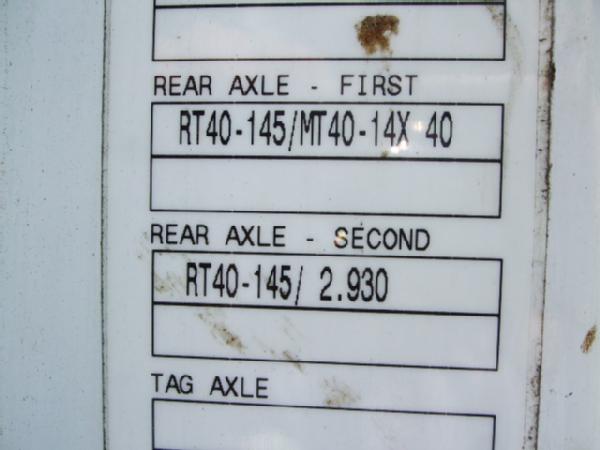 REAR AXLE - FIRST
RT40-145/MT40-14X 40
REAR AXLE - SECOND
RT40-145/ 2.930
TAG AXLE